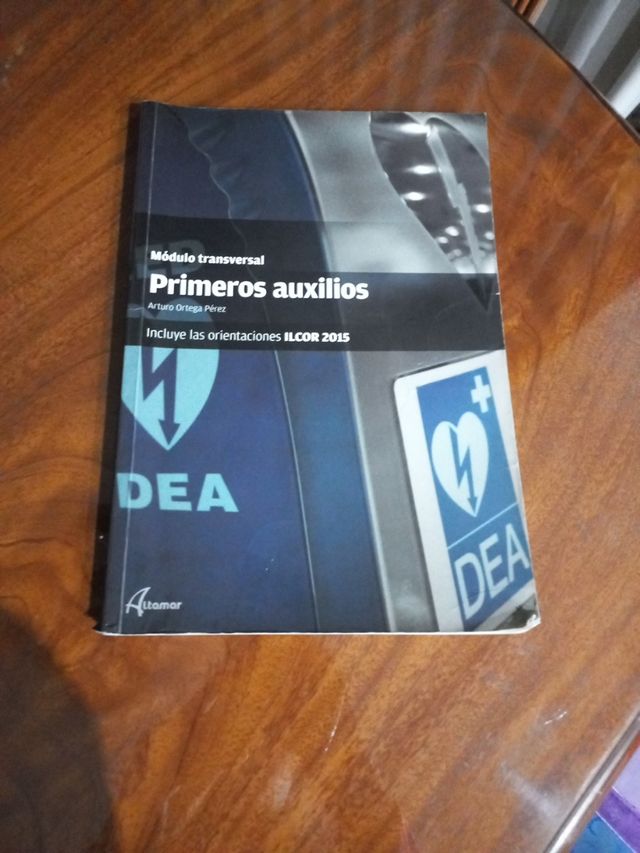 Módulo transversal
Primeros auxilios
Arturo Ortega Pérez
Incluye las orientaciones ILCOR 2015
DEA
DEA
Altamar